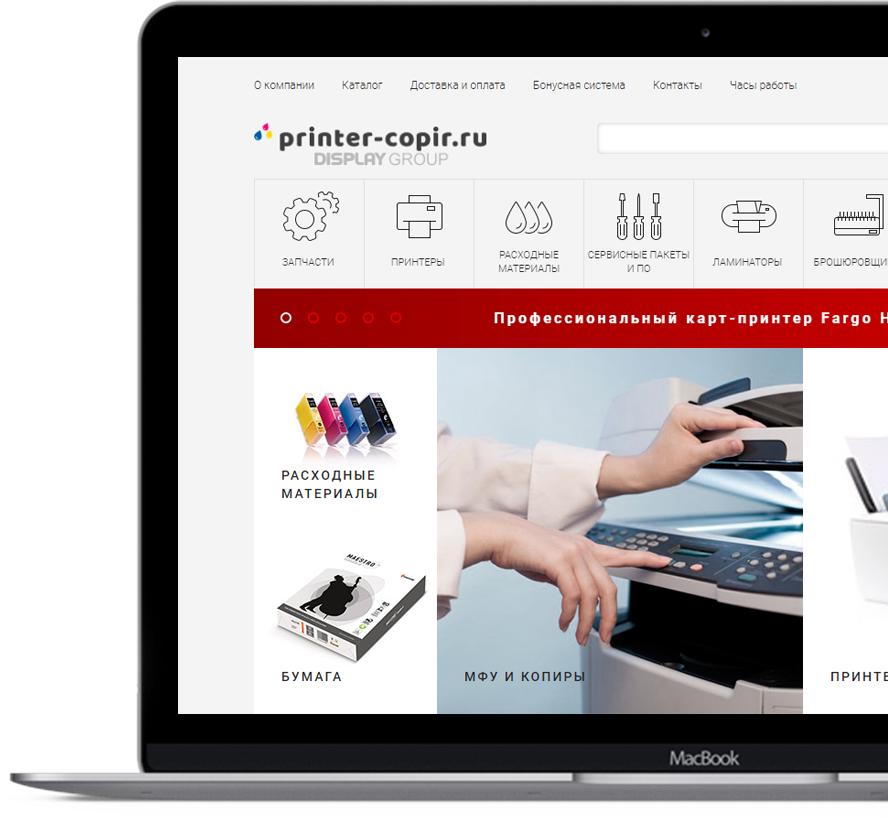 О компании Каталог Доставка и оплата Бонусная система Контакты Часы работы
printer-copir.ru
DISPLAY GROUP
ЗАПЧАСТИ
ПРИНТЕРЫ
РАСХОДНЫЕ
МАТЕРИАЛЫ
СЕРВИСНЫЕ ПАКЕТЫ
И ПО
ЛАМИНАТОРЫ
БРОШЮРОВЩИ
Профессиональный карт-принтер Fargo H
РАСХОДНЫЕ
МАТЕРИАЛЫ
MAESTRO
БУМАГА
МФУ И КОПИРЫ
ПРИНТЕ
MacBook